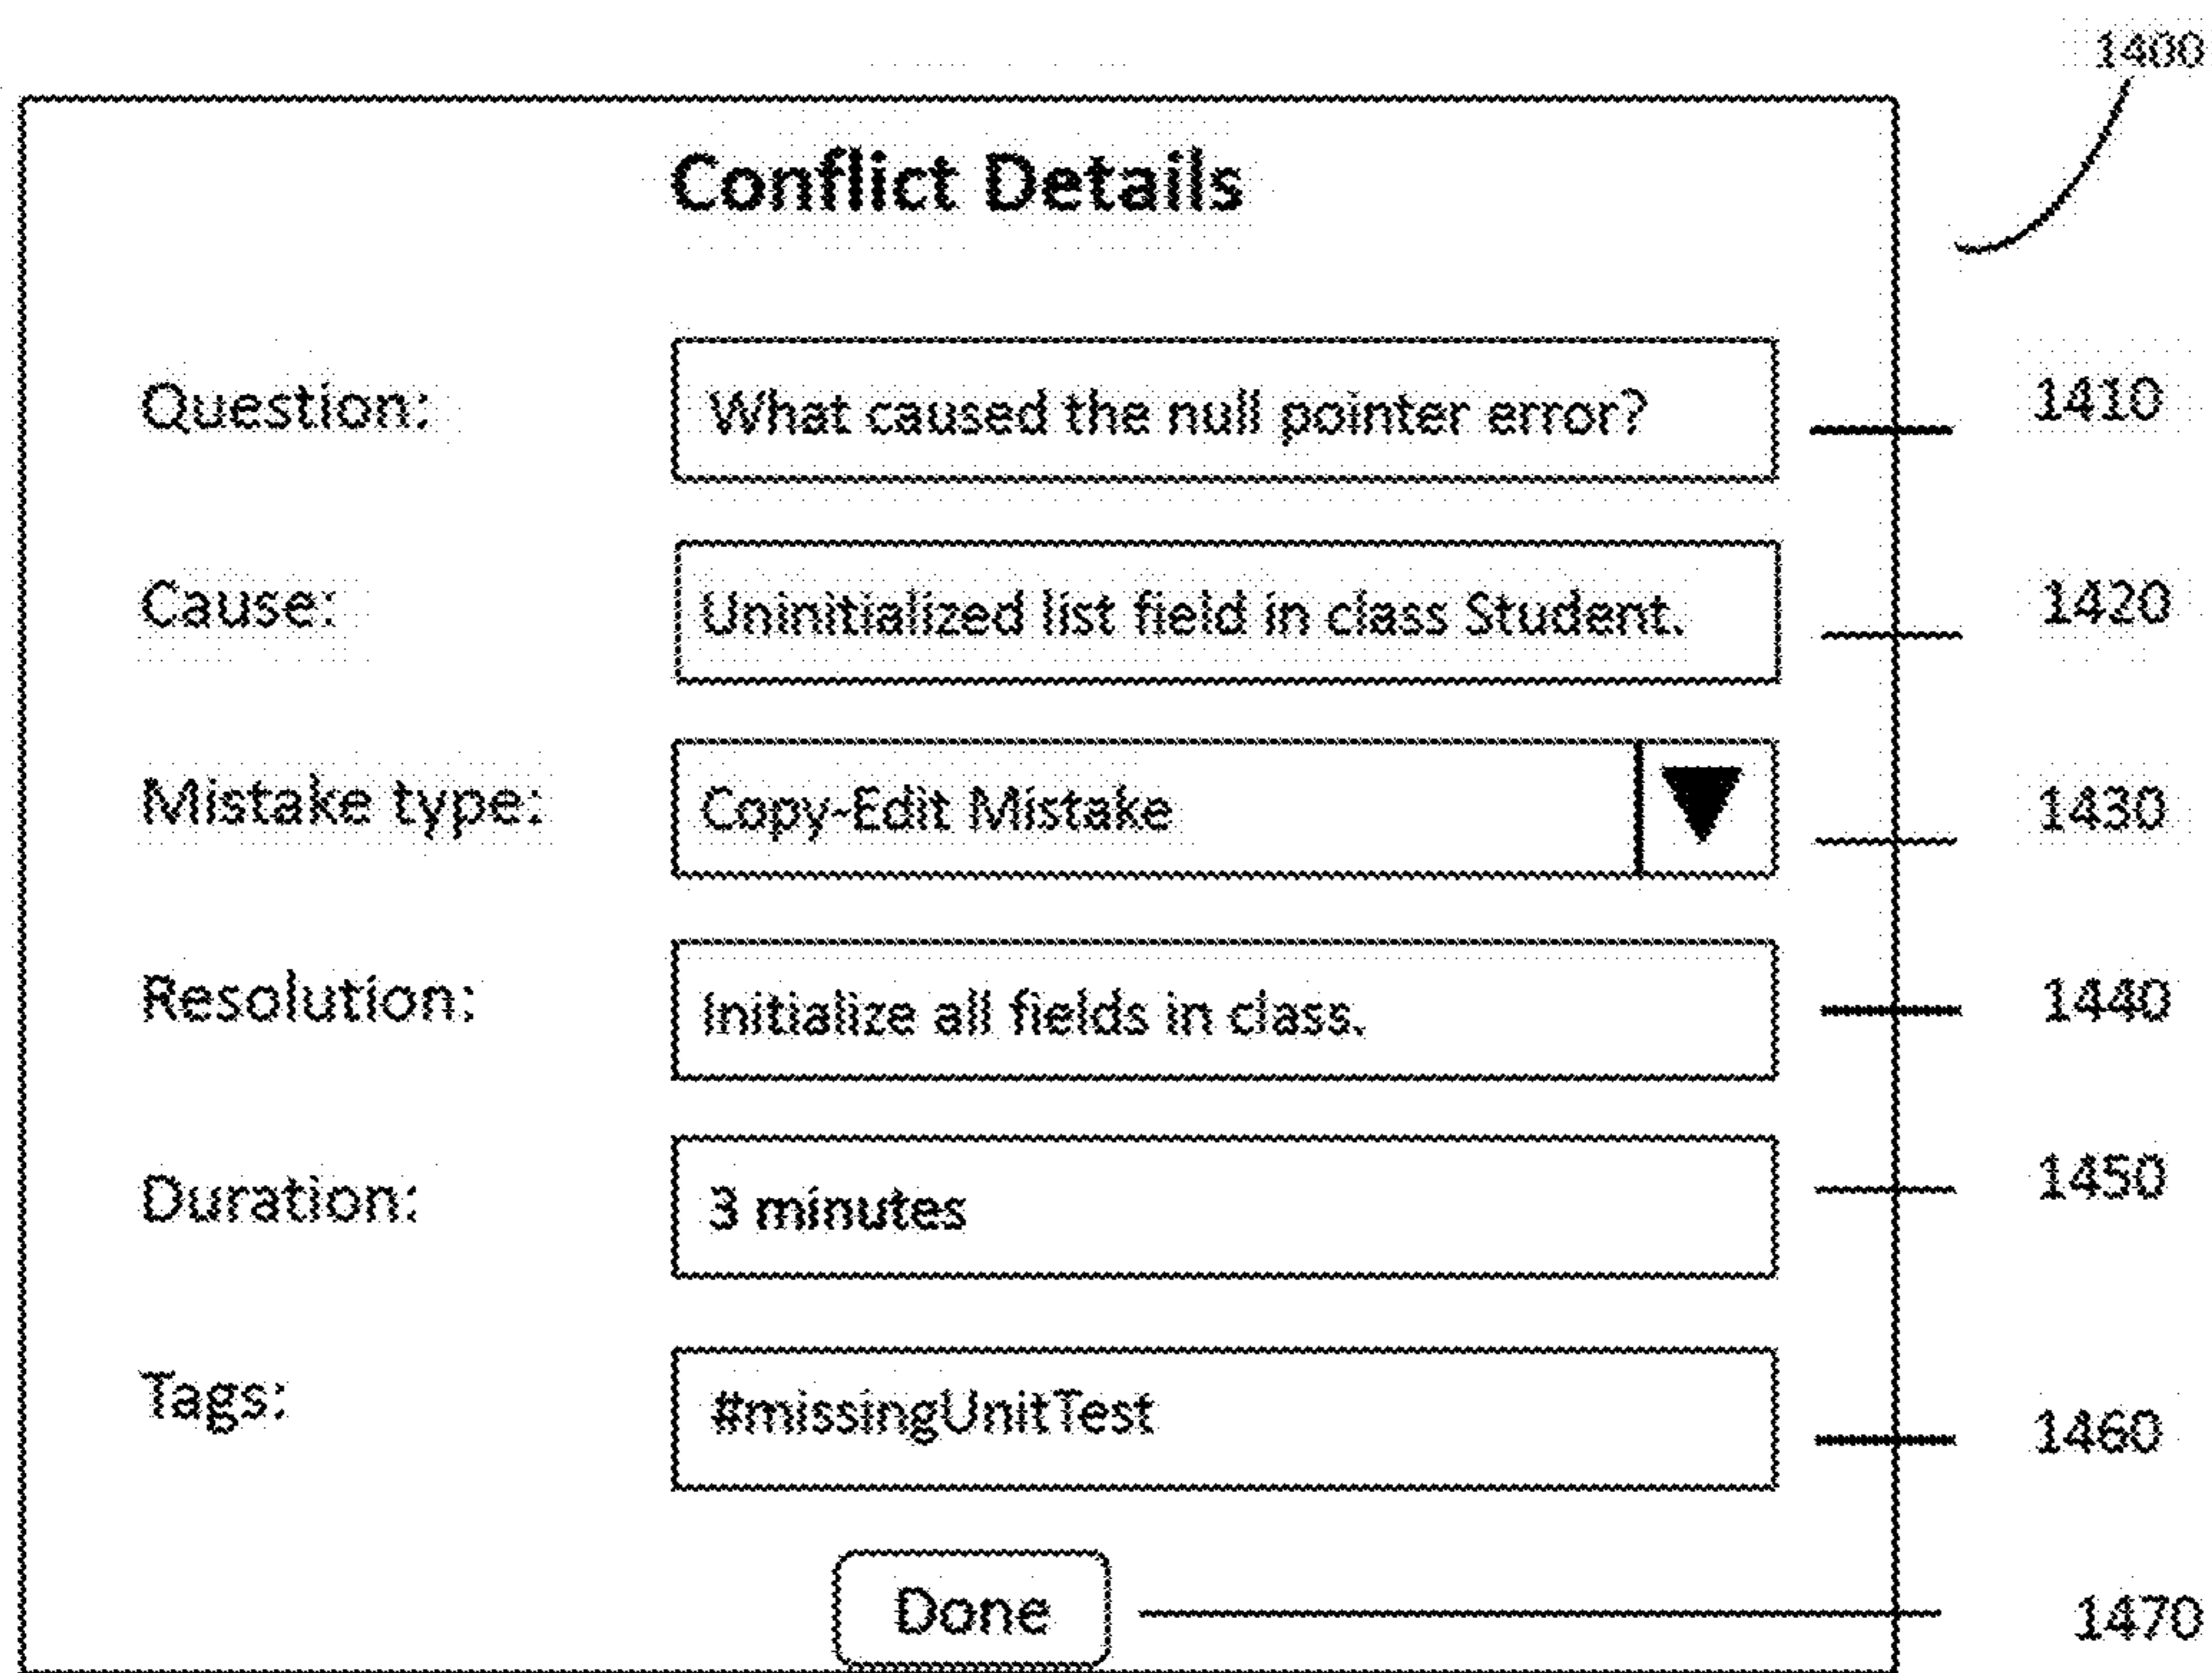 1400
Conflict Details
Question: What caused the null pointer error? 1410
Cause: Uninitialized list field in class Student. 1420
Mistake type: Copy-Edit Mistake 1430
Resolution: Initialize all fields in class. 1440
Duration: 3 minutes 1450
Tags: #missingUnitTest 1460
Done 1470